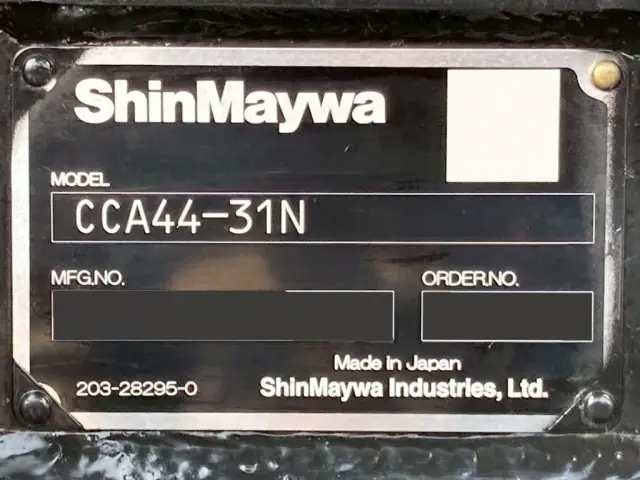 ShinMaywa
MODEL
CCA44-31N
MFG.NO.
ORDER.NO.
Made in Japan
203-28295-0
ShinMaywa Industries, Ltd.